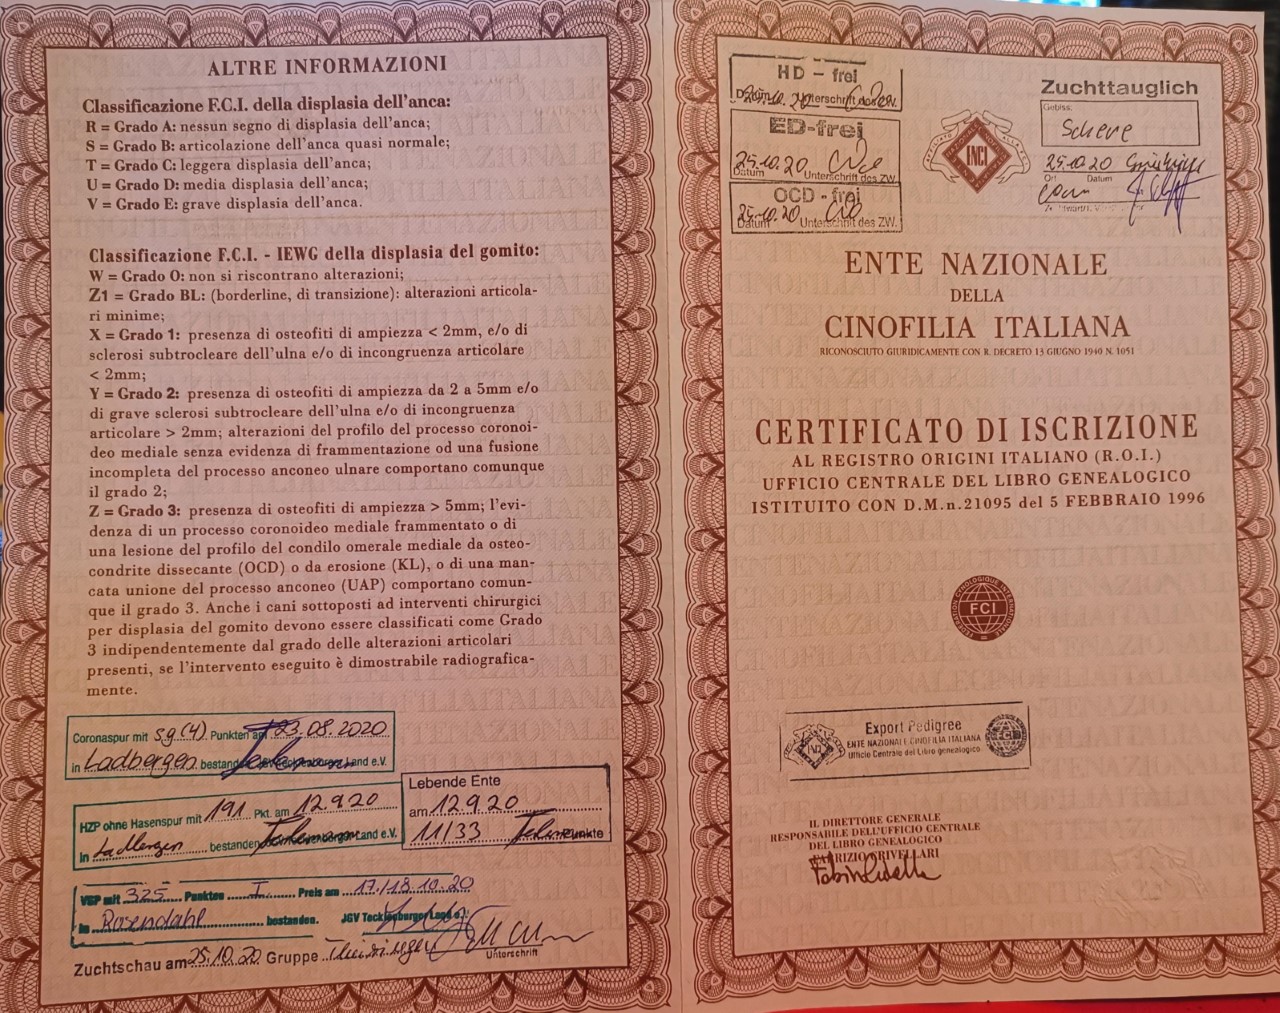 ALTRE INFORMAZIONI
Classificazione F.C.I. della displasia dell'anca:
R = Grado A: nessun segno di displasia dell'anca;
S = Grado B: articolazione dell'anca quasi normale;
T = Grado C: leggera displasia dell'anca;
U = Grado D: media displasia dell'anca;
V = Grado E: grave displasia dell'anca.
Classificazione F.C.I. - IEWG della displasia del gomito:
W = Grado O: non si riscontrano alterazioni;
Z1 = Grado BL: (borderline, di transizione): alterazioni articola-
ri minime;
X = Grado 1: presenza di osteofiti di ampiezza < 2mm, e/o di
sclerosi subtrocleare dell'ulna e/o di incongruenza articolare
< 2mm;
Y = Grado 2: presenza di osteofiti di ampiezza da 2 a 5mm e/o
di grave sclerosi subtrocleare dell'ulna e/o di incongruenza
articolare > 2mm; alterazioni del profilo del processo coronoi-
deo mediale senza evidenza di frammentazione od una fusione
incompleta del processo anconeo ulnare comportano comunque
il grado 2;
Z = Grado 3: presenza di osteofiti di ampiezza > 5mm; l'evi-
denza di un processo coronoideo mediale frammentato o di
una lesione del profilo del condilo omerale mediale da osteo-
condrite dissecante (OCD) o da erosione (KL), o di una man-
cata unione del processo anconeo (UAP) comportano comun-
que il grado 3. Anche i cani sottoposti ad interventi chirurgici
per displasia del gomito devono essere classificati come Grado
3 indipendentemente dal grado delle alterazioni articolari
presenti, se l'intervento eseguito è dimostrabile radiografica-
mente.
Coronaspur mit sg (4) Punkten am 23.08.2020
in Ladbergen bestanden JGV Tecklenburger Land e.V.
HZP ohne Hasenspur mit 191 Pkt. am 12.9.20
in Ladbergen bestanden Land e.V.
Lebende Ente
am 12.9.20
11/33 Punkte
VGP mit 325 Punkten I Preis am 17./18.10.20
in Rosendahl bestanden. JGV Tecklenburger Land e.V.
Zuchtschau am 25.10.20 Gruppe
Unterschrift
HD - frei
Datum Unterschrift des ZW.
ED-frei
25.10.20
Datum Unterschrift des ZW.
OCD - frei
25.10.20
Datum Unterschrift des ZW.
Zuchttauglich
Gebiss:
Schere
25.10.20
Ort Datum
ENCI
ENTE NAZIONALE
DELLA
CINOFILIA ITALIANA
RICONOSCIUTO GIURIDICAMENTE CON R. DECRETO 13 GIUGNO 1940 N. 1051
CERTIFICATO DI ISCRIZIONE
AL REGISTRO ORIGINI ITALIANO (R.O.I.)
UFFICIO CENTRALE DEL LIBRO GENEALOGICO
ISTITUITO CON D.M.n.21095 del 5 FEBBRAIO 1996
FEDERATION CYNOLOGIQUE INTERNATIONALE
FCI
Export Pedigree
ENTE NAZIONALE CINOFILIA ITALIANA
Ufficio Centrale del Libro genealogico
IL DIRETTORE GENERALE
RESPONSABILE DELL'UFFICIO CENTRALE
DEL LIBRO GENEALOGICO
FABRIZIO CRIVELLARI